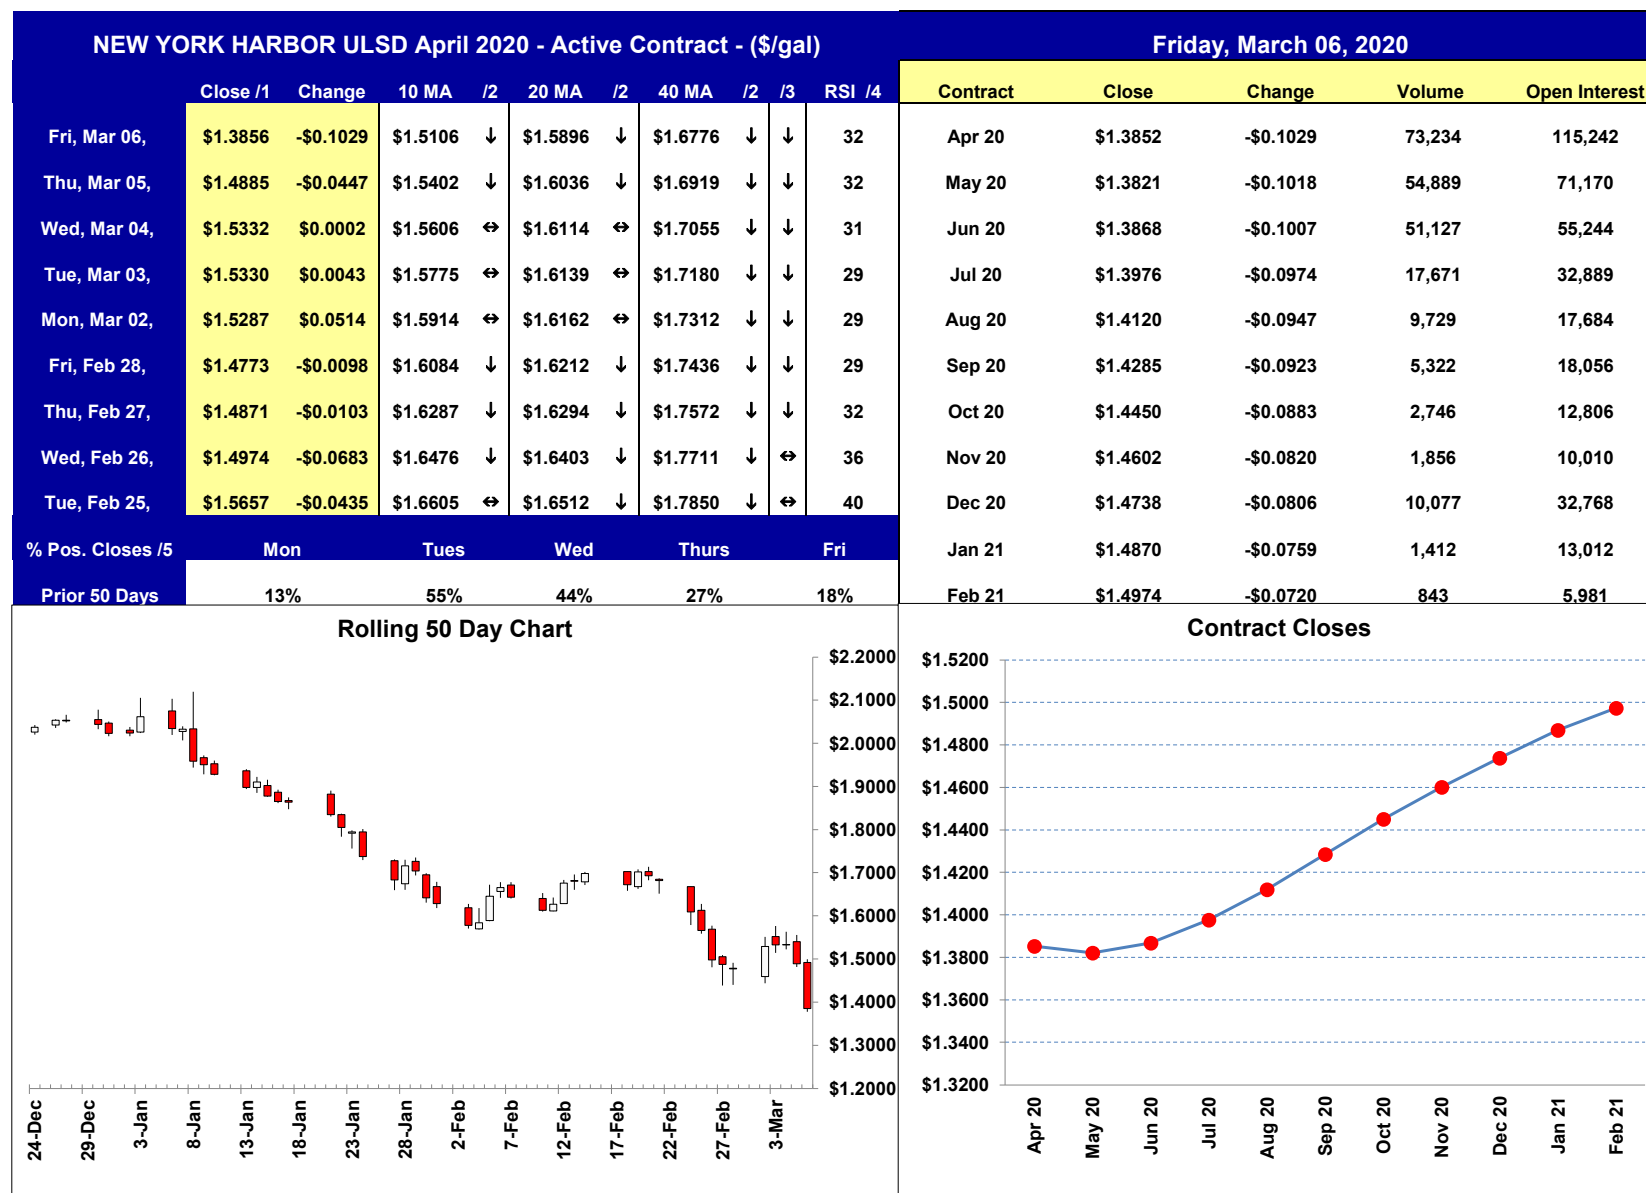 NEW YORK HARBOR ULSD April 2020 - Active Contract - ($/gal)
Close /1 Change 10 MA /2 20 MA /2 40 MA /2 /3 RSI /4
Fri, Mar 06, $1.3856 -$0.1029 $1.5106 ↓ $1.5896 ↓ $1.6776 ↓ ↓ 32
Thu, Mar 05, $1.4885 -$0.0447 $1.5402 ↓ $1.6036 ↓ $1.6919 ↓ ↓ 32
Wed, Mar 04, $1.5332 $0.0002 $1.5606 ⇔ $1.6114 ⇔ $1.7055 ↓ ↓ 31
Tue, Mar 03, $1.5330 $0.0043 $1.5775 ⇔ $1.6139 ⇔ $1.7180 ↓ ↓ 29
Mon, Mar 02, $1.5287 $0.0514 $1.5914 ⇔ $1.6162 ⇔ $1.7312 ↓ ↓ 29
Fri, Feb 28, $1.4773 -$0.0098 $1.6084 ↓ $1.6212 ↓ $1.7436 ↓ ↓ 29
Thu, Feb 27, $1.4871 -$0.0103 $1.6287 ↓ $1.6294 ↓ $1.7572 ↓ ↓ 32
Wed, Feb 26, $1.4974 -$0.0683 $1.6476 ↓ $1.6403 ↓ $1.7711 ↓ ⇔ 36
Tue, Feb 25, $1.5657 -$0.0435 $1.6605 ⇔ $1.6512 ↓ $1.7850 ↓ ⇔ 40
% Pos. Closes /5 Mon Tues Wed Thurs Fri
Prior 50 Days 13% 55% 44% 27% 18%
Friday, March 06, 2020
Contract Close Change Volume Open Interest
Apr 20 $1.3852 -$0.1029 73,234 115,242
May 20 $1.3821 -$0.1018 54,889 71,170
Jun 20 $1.3868 -$0.1007 51,127 55,244
Jul 20 $1.3976 -$0.0974 17,671 32,889
Aug 20 $1.4120 -$0.0947 9,729 17,684
Sep 20 $1.4285 -$0.0923 5,322 18,056
Oct 20 $1.4450 -$0.0883 2,746 12,806
Nov 20 $1.4602 -$0.0820 1,856 10,010
Dec 20 $1.4738 -$0.0806 10,077 32,768
Jan 21 $1.4870 -$0.0759 1,412 13,012
Feb 21 $1.4974 -$0.0720 843 5,981
Rolling 50 Day Chart
$2.2000
$2.1000
$2.0000
$1.9000
$1.8000
$1.7000
$1.6000
$1.5000
$1.4000
$1.3000
$1.2000
24-Dec 29-Dec 3-Jan 8-Jan 13-Jan 18-Jan 23-Jan 28-Jan 2-Feb 7-Feb 12-Feb 17-Feb 22-Feb 27-Feb 3-Mar
Contract Closes
$1.5200
$1.5000
$1.4800
$1.4600
$1.4400
$1.4200
$1.4000
$1.3800
$1.3600
$1.3400
$1.3200
Apr 20 May 20 Jun 20 Jul 20 Aug 20 Sep 20 Oct 20 Nov 20 Dec 20 Jan 21 Feb 21